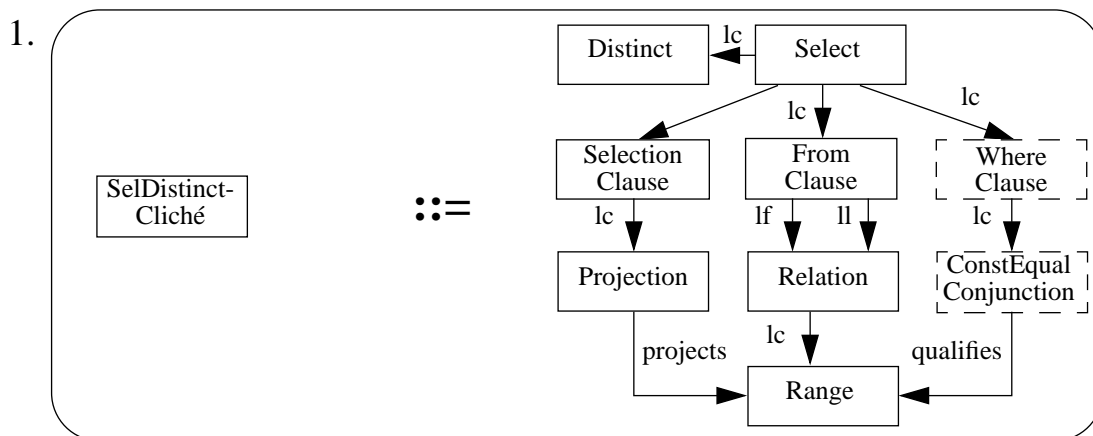 1.
SelDistinct-
Cliché
::=
Distinct
lc
Select
lc
lc
Selection
Clause
From
Clause
Where
Clause
lc
lf
ll
lc
Projection
Relation
ConstEqual
Conjunction
projects
lc
qualifies
Range